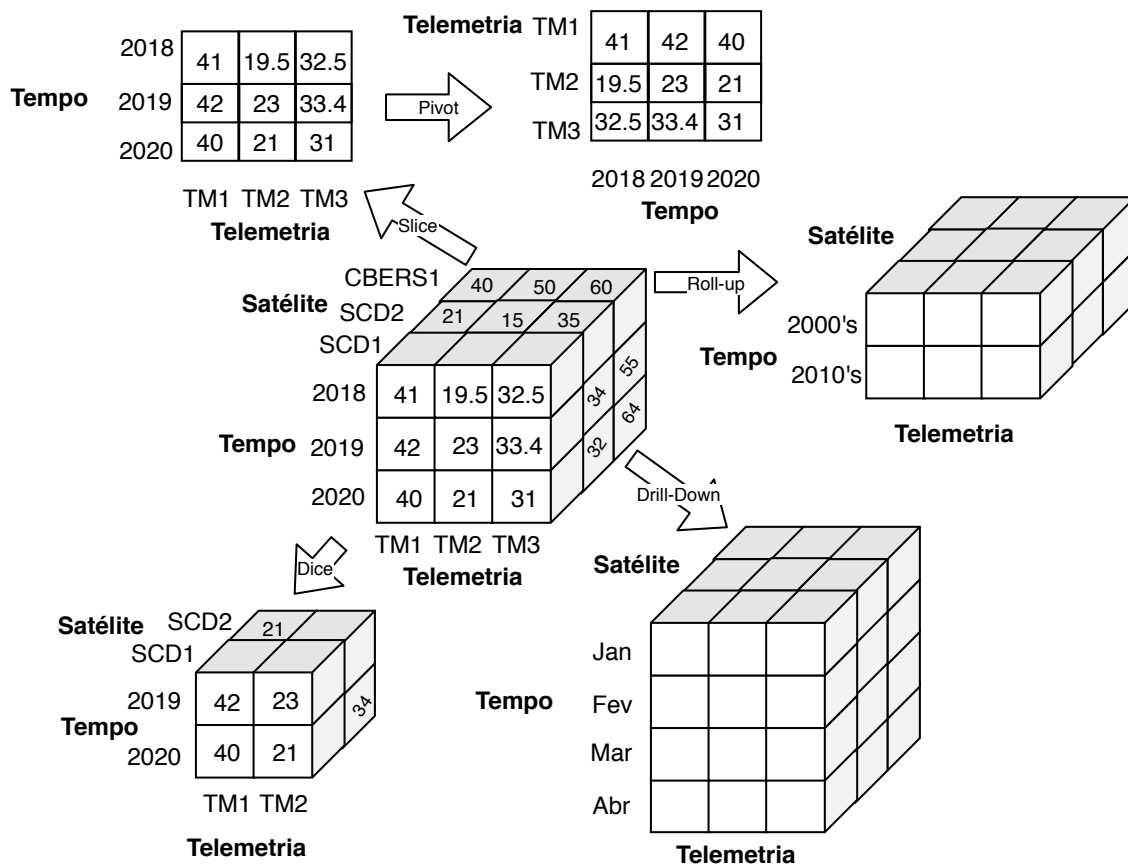 2018
41 19.5 32.5
Tempo 2019
42 23 33.4
2020
40 21 31
TM1 TM2 TM3
Telemetria
Pivot
Telemetria TM1
41 42 40
TM2
19.5 23 21
TM3
32.5 33.4 31
2018 2019 2020
Tempo
Slice
CBERS1
40 50 60
Satélite
SCD2
21 15 35
SCD1
2018
41 19.5 32.5
Tempo 2019
42 23 33.4
2020
40 21 31
34 55
32 64
TM1 TM2 TM3
Telemetria
Roll-up
Satélite
2000's
Tempo
2010's
Telemetria
Drill-Down
Satélite
Jan
Tempo Fev
Mar
Abr
Telemetria
Dice
Satélite SCD2
21
SCD1
2019
42 23
34
Tempo
2020
40 21
TM1 TM2
Telemetria